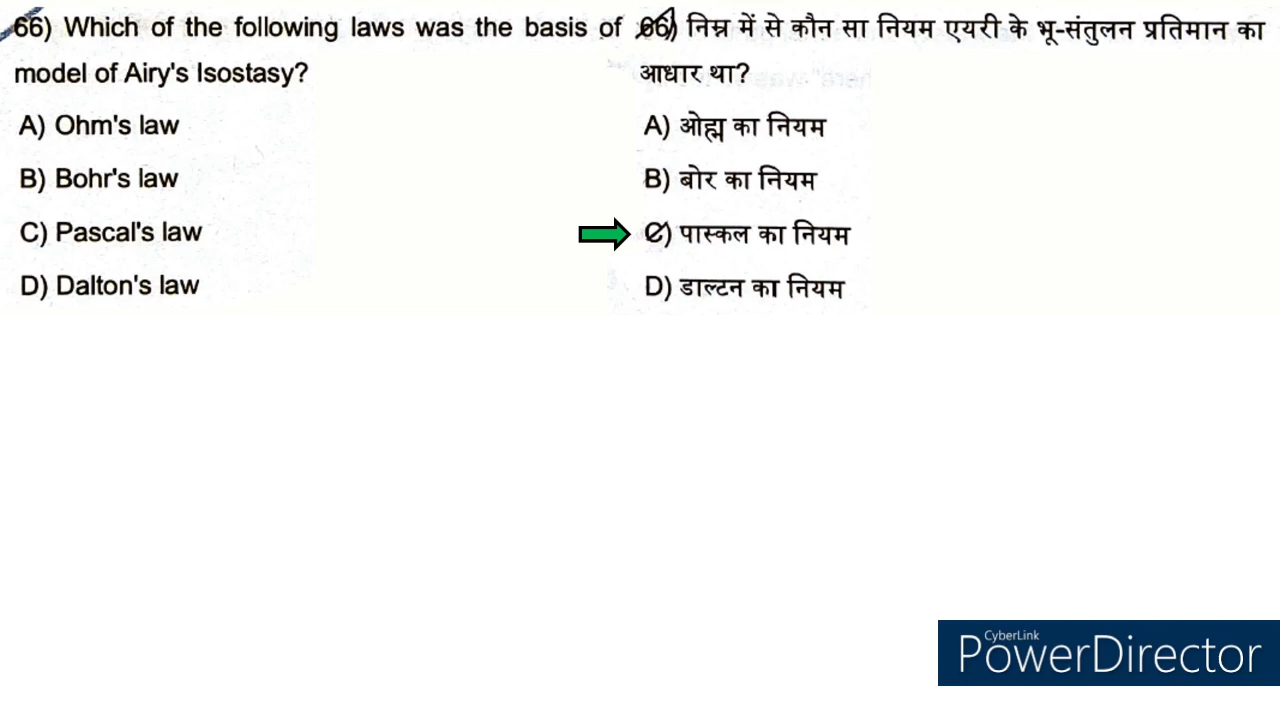 66) Which of the following laws was the basis of
model of Airy's Isostasy?
A) Ohm's law
B) Bohr's law
C) Pascal's law
D) Dalton's law
66) निम्न में से कौन सा नियम एयरी के भू-संतुलन प्रतिमान का
आधार था?
A) ओह्म का नियम
B) बोर का नियम
C) पास्कल का नियम
D) डाल्टन का नियम
CyberLink
PowerDirector